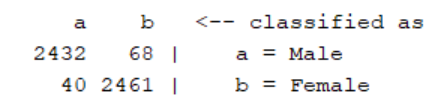 a b <-- classified as
2432 68 | a = Male
40 2461 | b = Female